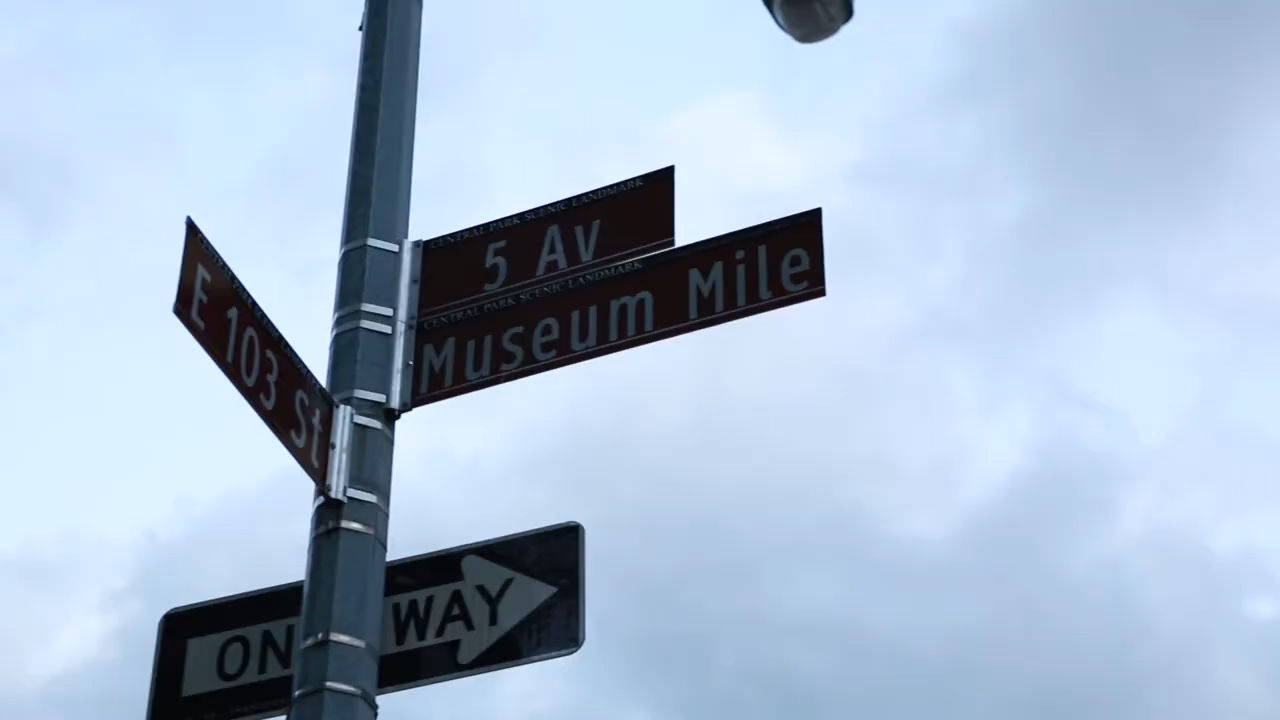 CENTRAL PARK SCENIC LANDMARK
5 Av
CENTRAL PARK SCENIC LANDMARK
Museum Mile
E 103 St
ON WAY